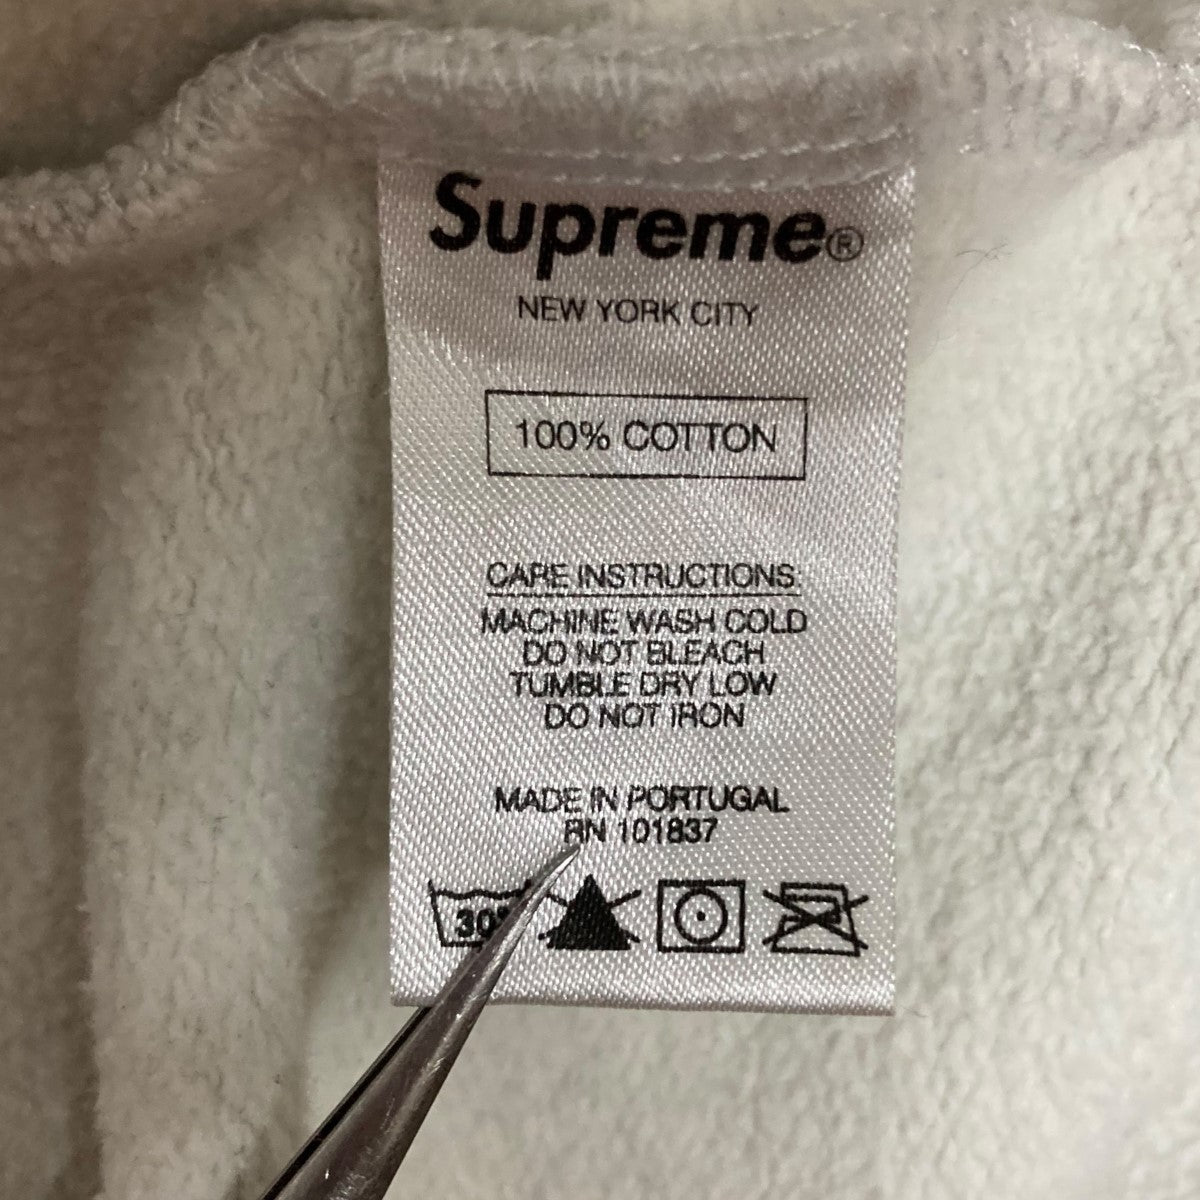 Supreme®
NEW YORK CITY
100% COTTON
CARE INSTRUCTIONS:
MACHINE WASH COLD
DO NOT BLEACH
TUMBLE DRY LOW
DO NOT IRON
MADE IN PORTUGAL
RN 101837
30°